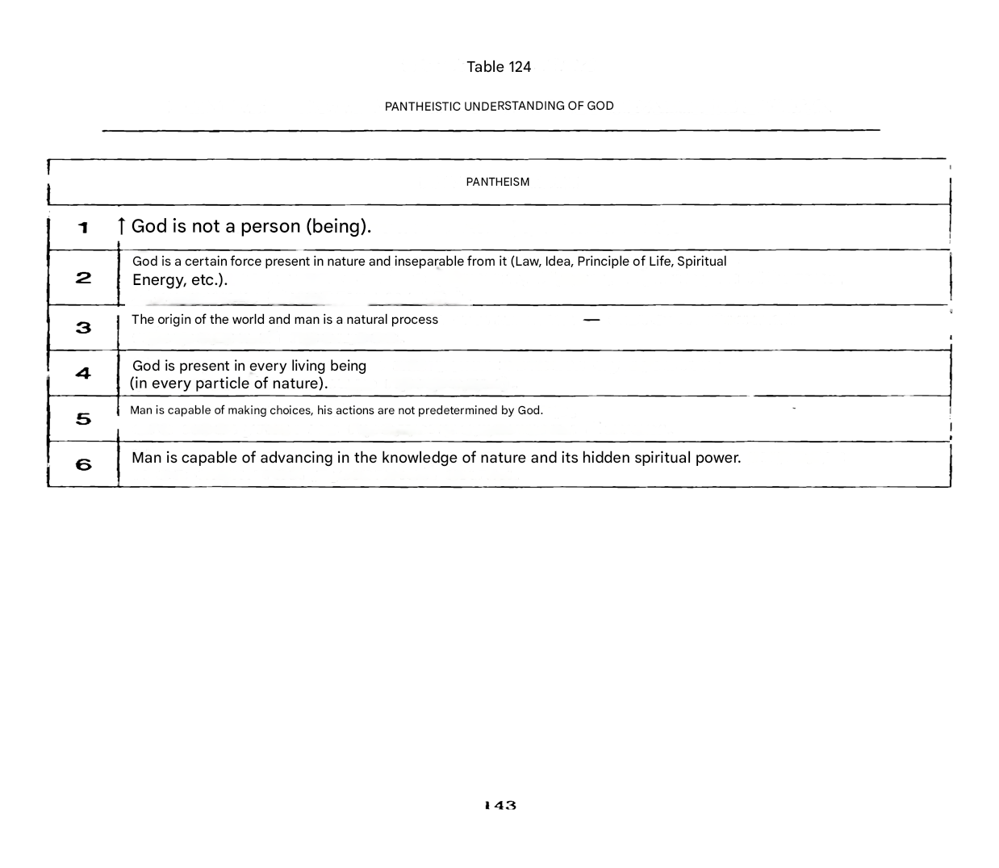 Table 124
PANTHEISTIC UNDERSTANDING OF GOD
PANTHEISM
1 ↑ God is not a person (being).
2 God is a certain force present in nature and inseparable from it (Law, Idea, Principle of Life, Spiritual
Energy, etc.).
3 The origin of the world and man is a natural process —
4 God is present in every living being
(in every particle of nature).
5 Man is capable of making choices, his actions are not predetermined by God.
6 Man is capable of advancing in the knowledge of nature and its hidden spiritual power.
143